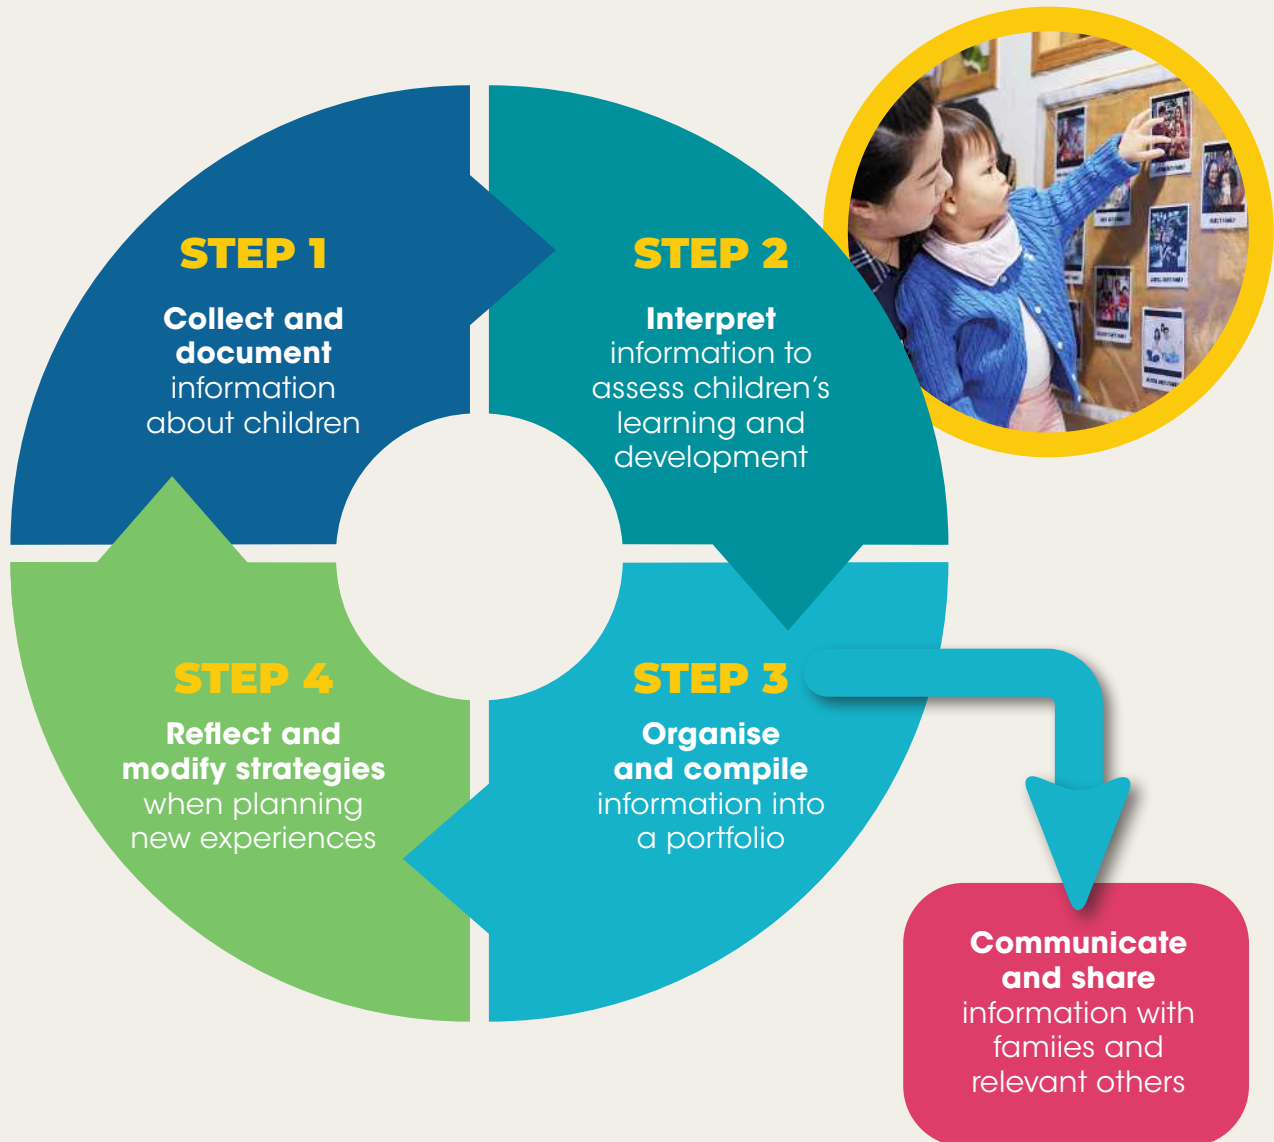 STEP 1
Collect and
document
information
about children
STEP 2
Interpret
information to
assess children's
learning and
development
STEP 3
Organise
and compile
information into
a portfolio
STEP 4
Reflect and
modify strategies
when planning
new experiences
Communicate
and share
information with
famiies and
relevant others